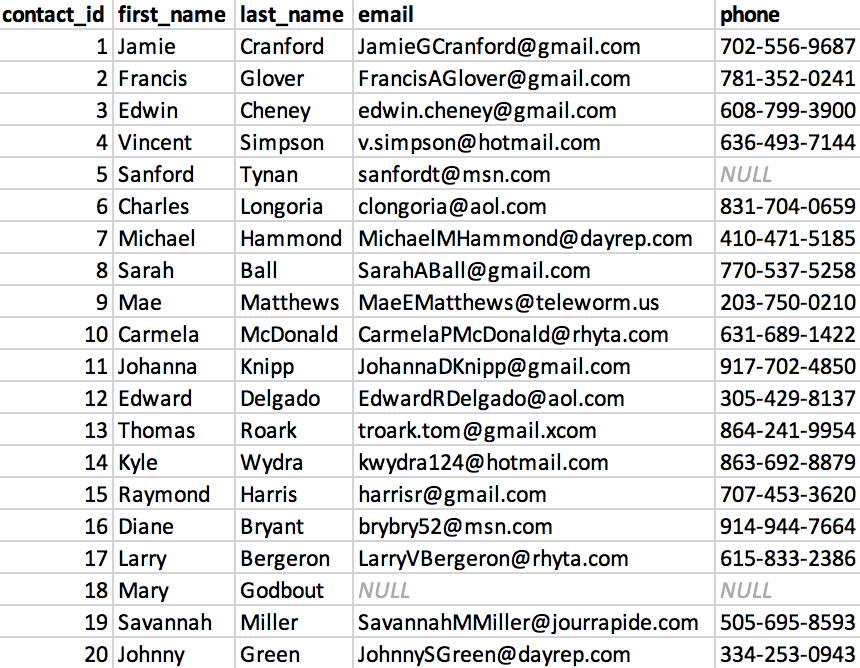 contact_id first_name last_name email phone
1 Jamie Cranford JamieGCranford@gmail.com 702-556-9687
2 Francis Glover FrancisAGlover@gmail.com 781-352-0241
3 Edwin Cheney edwin.cheney@gmail.com 608-799-3900
4 Vincent Simpson v.simpson@hotmail.com 636-493-7144
5 Sanford Tynan sanfordt@msn.com NULL
6 Charles Longoria clongoria@aol.com 831-704-0659
7 Michael Hammond MichaelMHammond@dayrep.com 410-471-5185
8 Sarah Ball SarahABall@gmail.com 770-537-5258
9 Mae Matthews MaeEMatthews@teleworm.us 203-750-0210
10 Carmela McDonald CarmelaPMcDonald@rhyta.com 631-689-1422
11 Johanna Knipp JohannaDKnipp@gmail.com 917-702-4850
12 Edward Delgado EdwardRDelgado@aol.com 305-429-8137
13 Thomas Roark troark.tom@gmail.xcom 864-241-9954
14 Kyle Wydra kwydra124@hotmail.com 863-692-8879
15 Raymond Harris harrisr@gmail.com 707-453-3620
16 Diane Bryant brybry52@msn.com 914-944-7664
17 Larry Bergeron LarryVBergeron@rhyta.com 615-833-2386
18 Mary Godbout NULL NULL
19 Savannah Miller SavannahMMiller@jourrapide.com 505-695-8593
20 Johnny Green JohnnySGreen@dayrep.com 334-253-0943